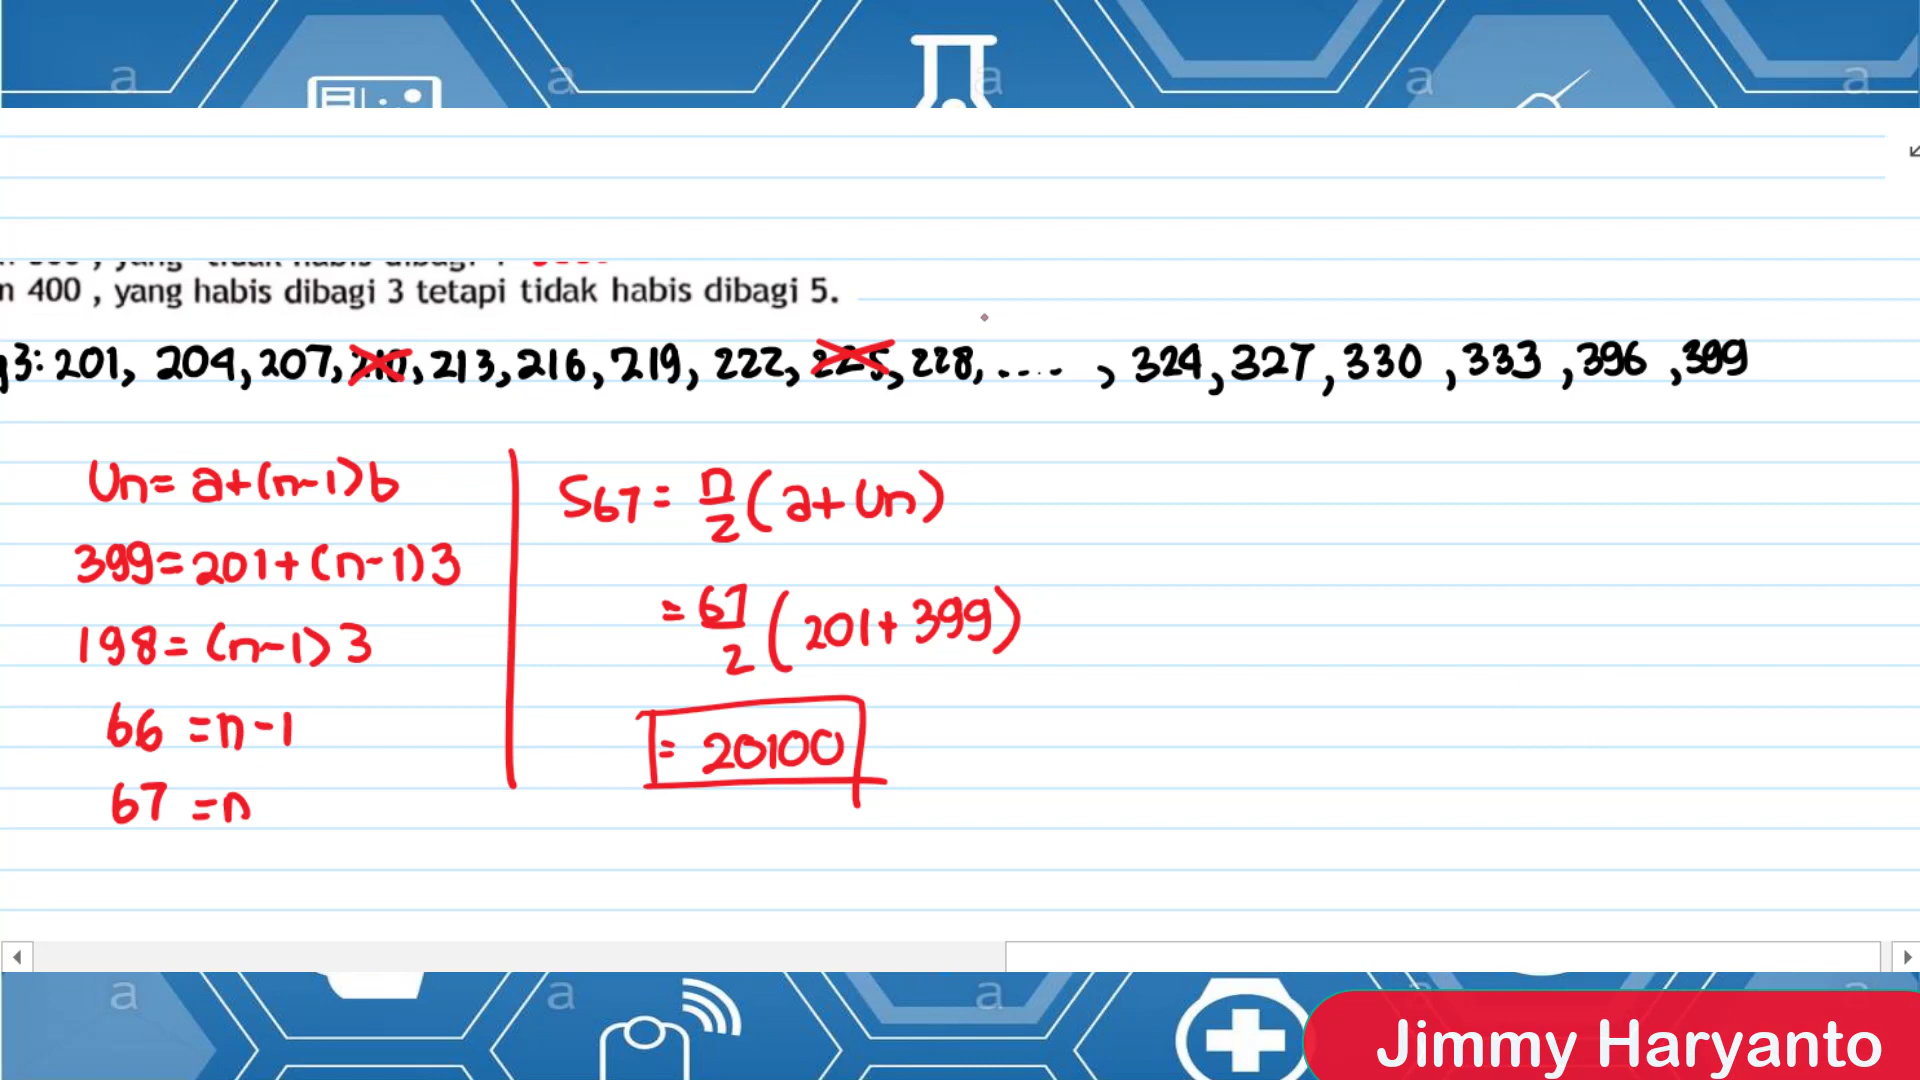 a a a a a
n 400 , yang habis dibagi 3 tetapi tidak habis dibagi 5.
g3: 201, 204, 207, 210, 213, 216, 219, 222, 225, 228, ....., 324, 327, 330, 333, 396, 399
Un = a+(n-1)b
399 = 201+(n-1)3
198 = (n-1)3
66 = n-1
67 = n
S67 = n/2 (a+Un)
= 67/2 (201+399)
= 20100
a a a
Jimmy Haryanto